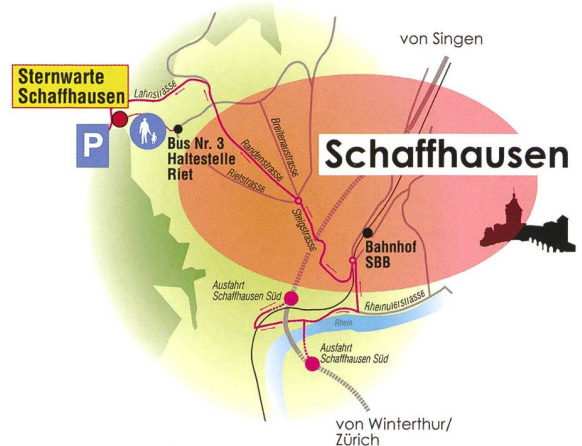 von Singen
Sternwarte
Schaffhausen
Lahnstrasse
P
Bus Nr. 3
Haltestelle
Riet
Breitenaustrasse
Randenstrasse
Rietstrasse
Steigstrasse
Schaffhausen
Bahnhof
SBB
Ausfahrt
Schaffhausen Süd
Rheinuferstrasse
Rhein
Ausfahrt
Schaffhausen Süd
von Winterthur/
Zürich